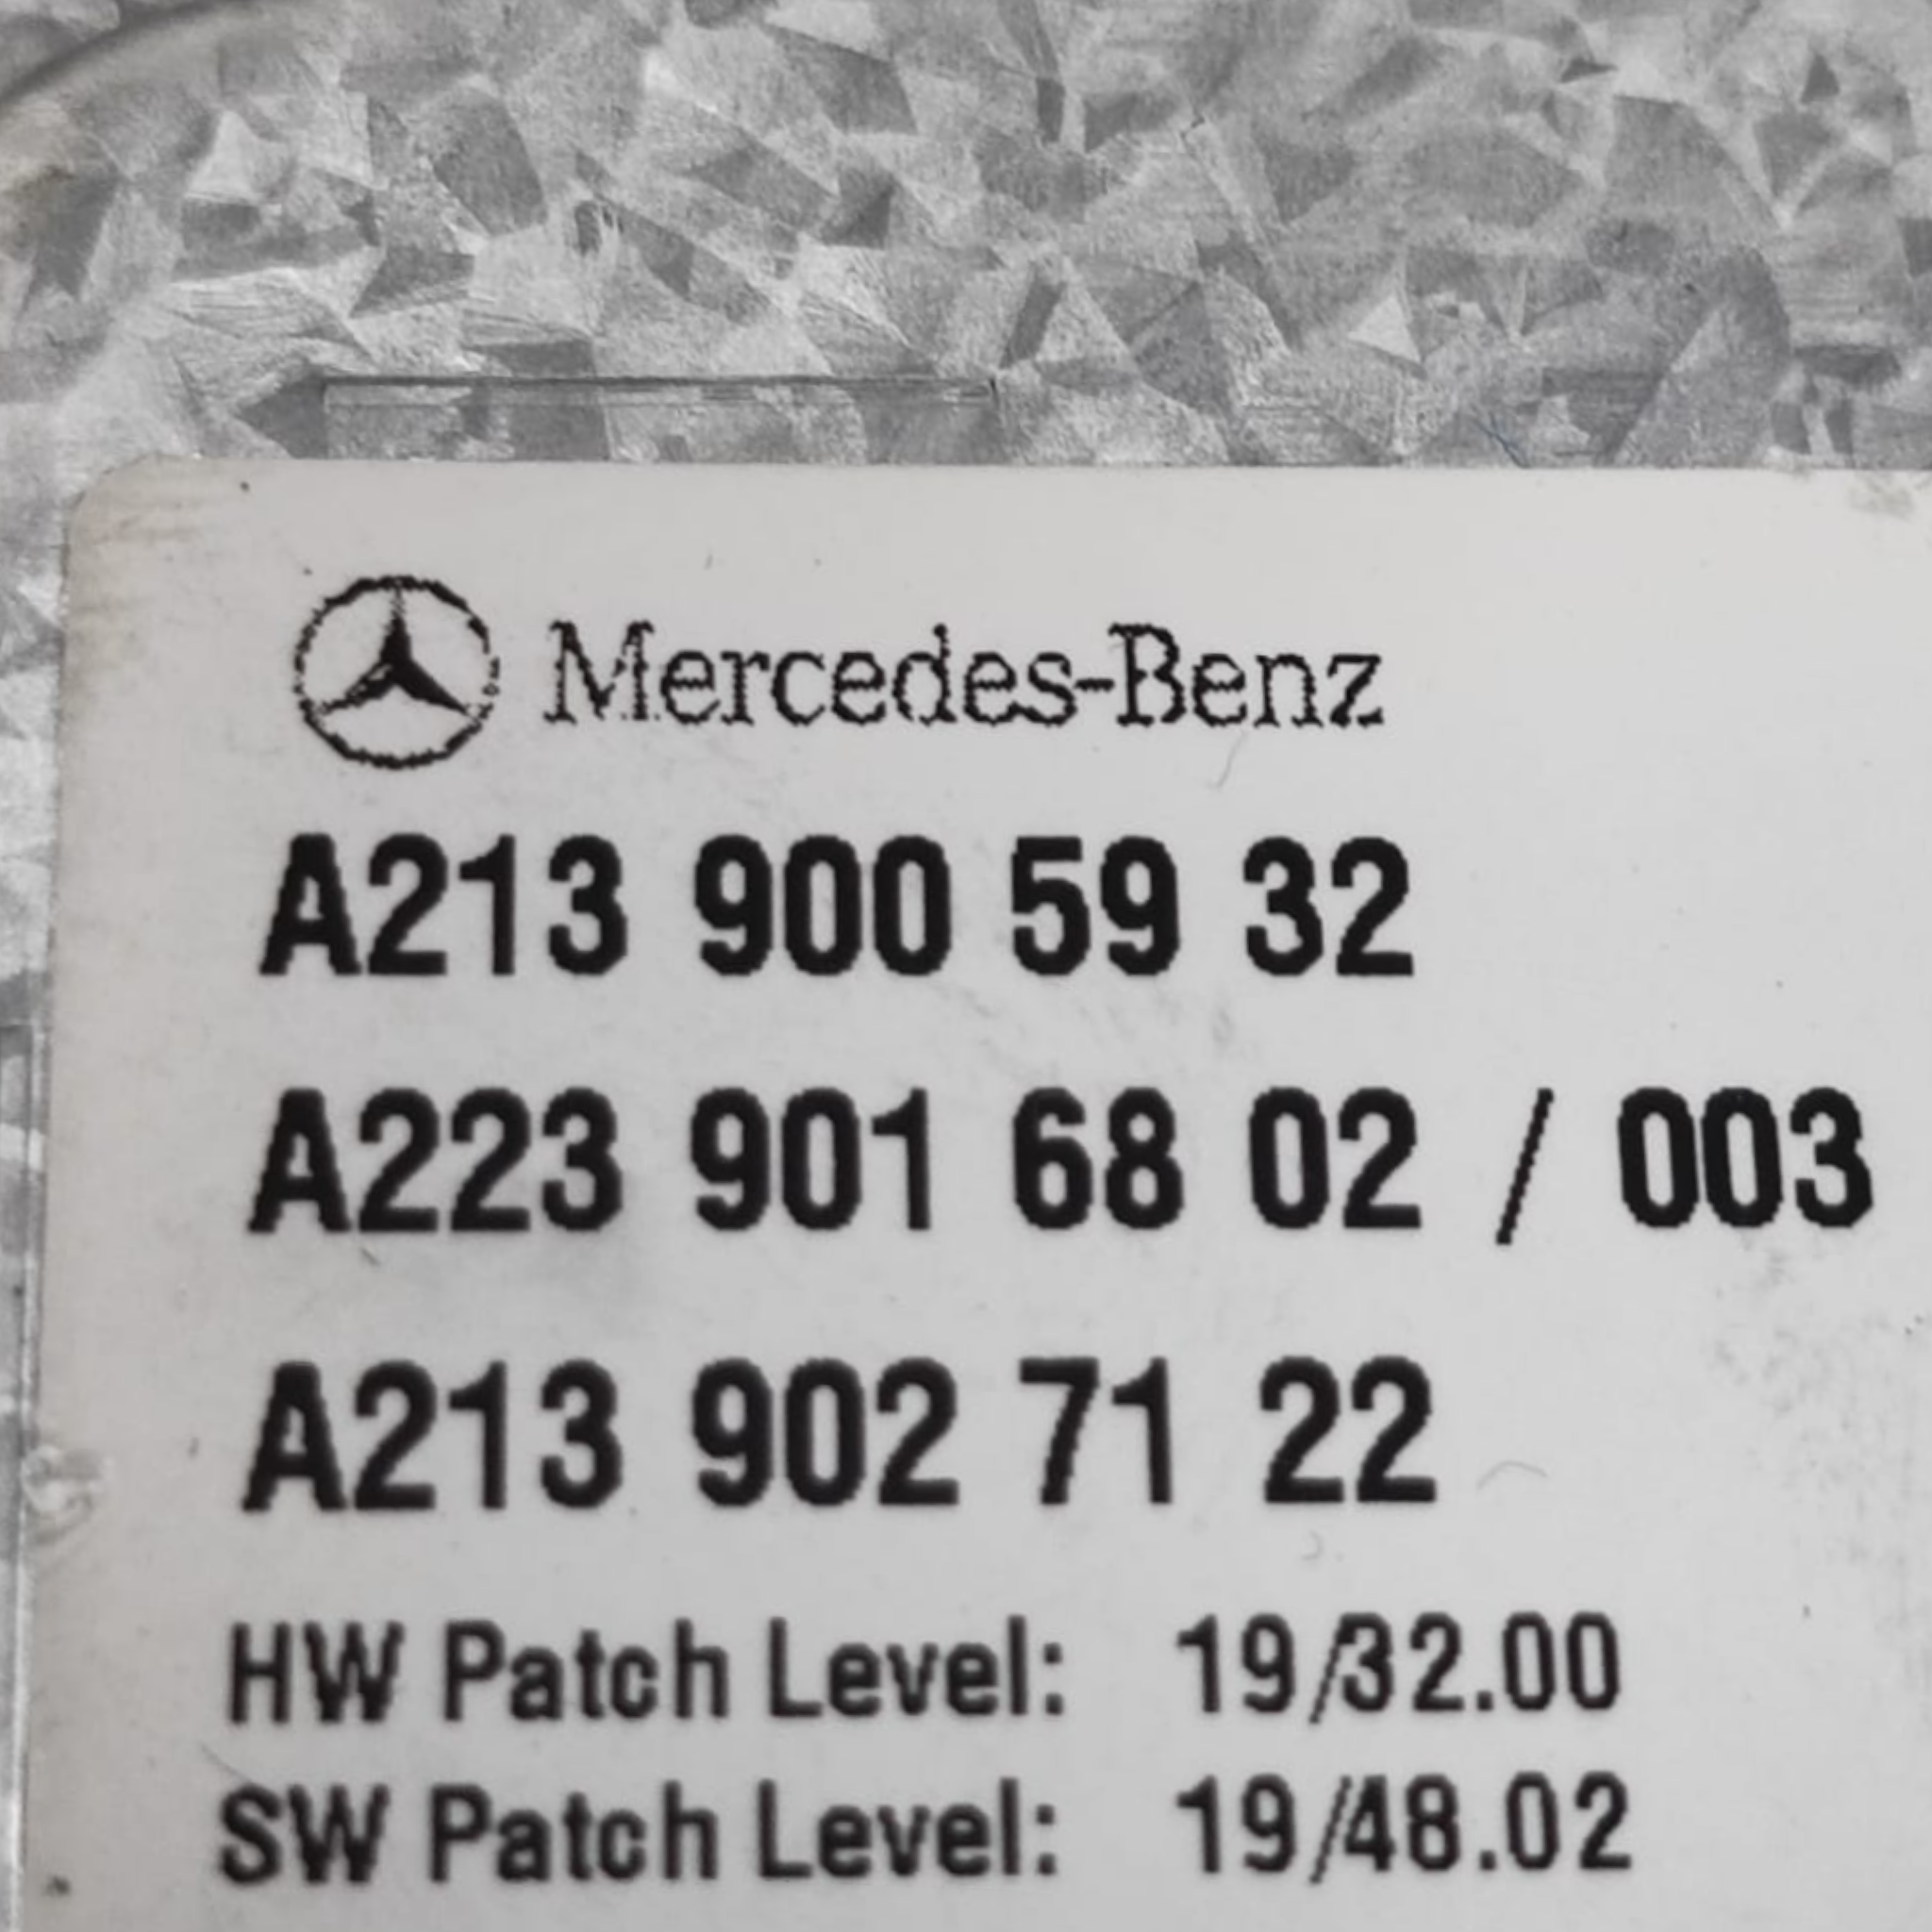 Mercedes-Benz
A213 900 59 32
A223 901 68 02 / 003
A213 902 71 22
HW Patch Level: 19/32.00
SW Patch Level: 19/48.02